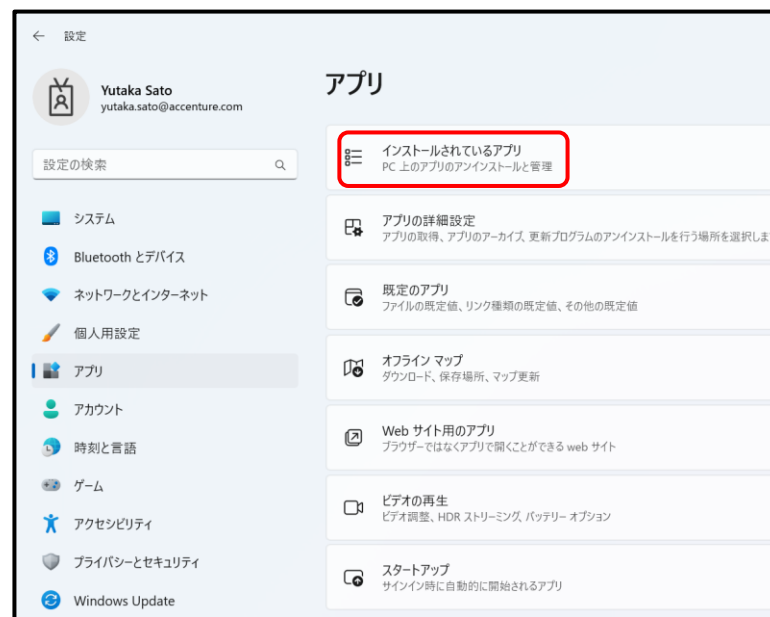 設定
Yutaka Sato
yutaka.sato@accenture.com
設定の検索
システム
Bluetooth とデバイス
ネットワークとインターネット
個人用設定
アプリ
アカウント
時刻と言語
ゲーム
アクセシビリティ
プライバシーとセキュリティ
Windows Update
アプリ
インストールされているアプリ
PC 上のアプリのアンインストールと管理
アプリの詳細設定
アプリの取得、アプリのアーカイブ、更新プログラムのアンインストールを行う場所を選択しま
既定のアプリ
ファイルの既定値、リンク種類の既定値、その他の既定値
オフライン マップ
ダウンロード、保存場所、マップ更新
Web サイト用のアプリ
ブラウザーではなくアプリで開くことができる web サイト
ビデオの再生
ビデオ調整、HDR ストリーミング、バッテリー オプション
スタートアップ
サインイン時に自動的に開始されるアプリ